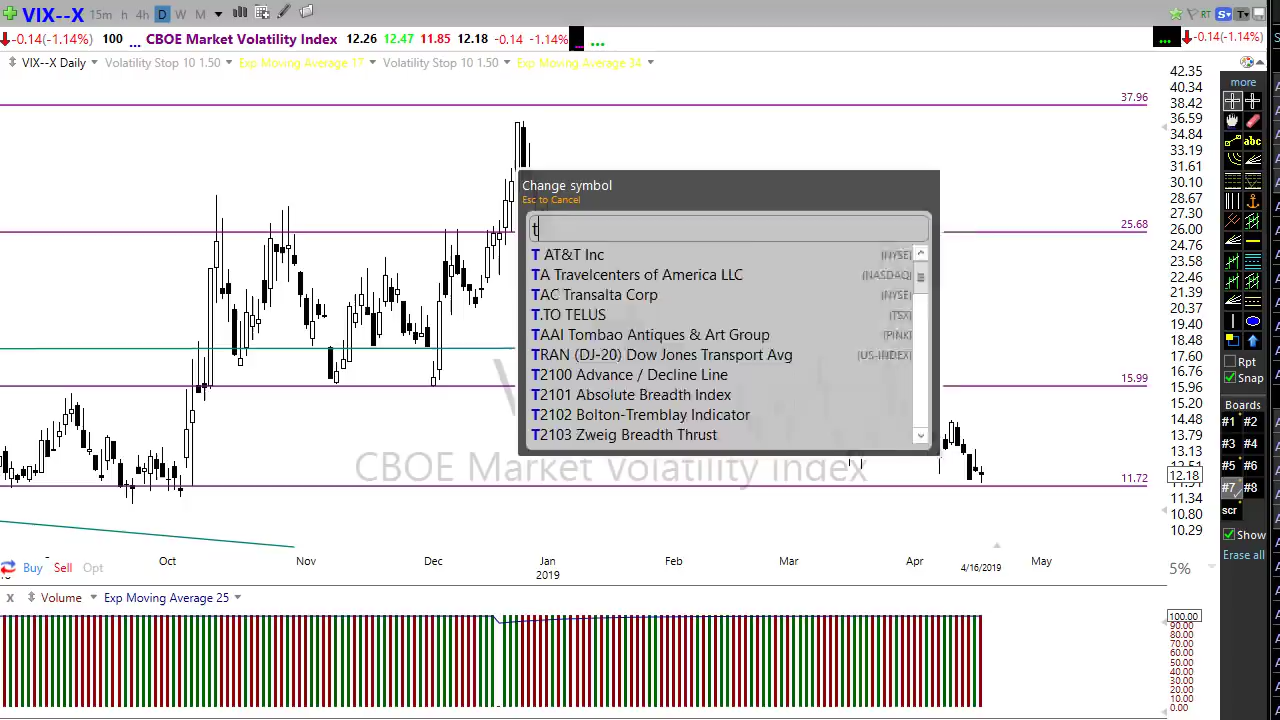 VIX--X 15m h 4h D W M RT S T
-0.14(-1.14%) 100 ... CBOE Market Volatility Index 12.26 12.47 11.85 12.18 -0.14 -1.14% ... ... ... -0.14(-1.14%)
VIX--X Daily Volatility Stop 10 1.50 Exp Moving Average 17 Volatility Stop 10 1.50 Exp Moving Average 34
Change symbol
Esc to Cancel
t
T AT&T Inc (NYSE)
TA Travelcenters of America LLC (NASDAQ)
TAC Transalta Corp (NYSE)
T.TO TELUS (TSX)
TAAI Tombao Antiques & Art Group (PINK)
TRAN (DJ-20) Dow Jones Transport Avg (US-INDEX)
T2100 Advance / Decline Line
T2101 Absolute Breadth Index
T2102 Bolton-Tremblay Indicator
T2103 Zweig Breadth Thrust
CBOE Market Volatility Index
37.96
25.68
15.99
11.72
42.35
40.34
38.42
36.59
34.84
33.19
31.61
30.10
28.67
27.30
26.00
24.76
23.58
22.46
21.39
20.37
19.40
18.48
17.60
16.76
15.96
15.20
14.48
13.79
13.13
12.18
11.34
10.80
10.29
more
abc
Rpt
Snap
Boards
#1 #2
#3 #4
#5 #6
#7 #8
scr
Show
Erase all
Oct Nov Dec Jan Feb Mar Apr May
2019 4/16/2019
Buy Sell Opt
5%
x Volume Exp Moving Average 25
100.00
90.00
80.00
70.00
60.00
50.00
40.00
30.00
20.00
10.00
0.00